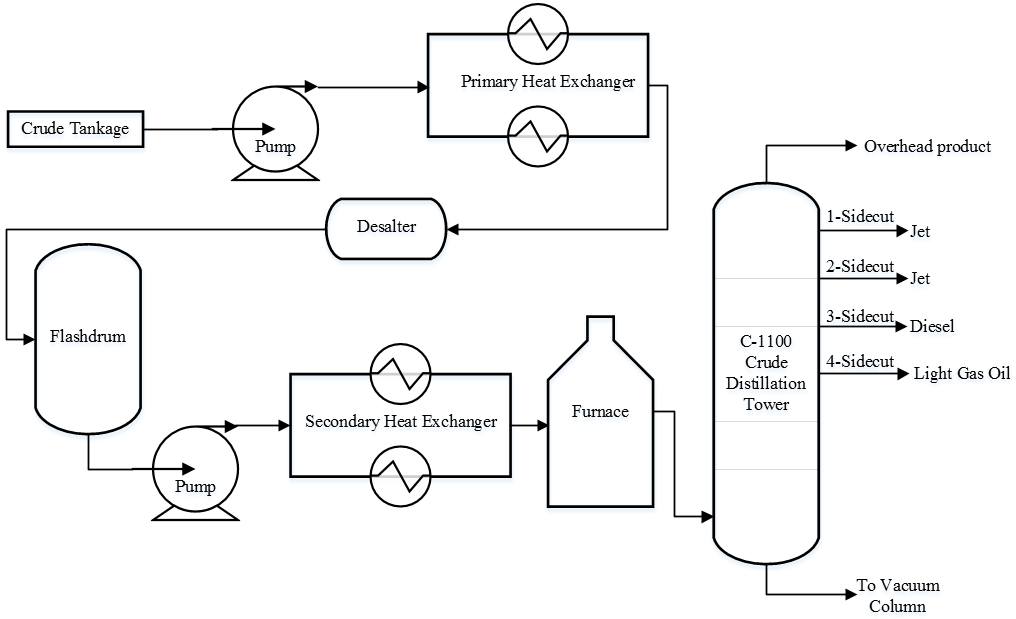 Primary Heat Exchanger
Crude Tankage
Pump
Overhead product
Desalter
1-Sidecut
Jet
2-Sidecut
Jet
3-Sidecut
Diesel
4-Sidecut
Light Gas Oil
Flashdrum
C-1100
Crude
Distillation
Tower
Secondary Heat Exchanger
Furnace
Pump
To Vacuum
Column